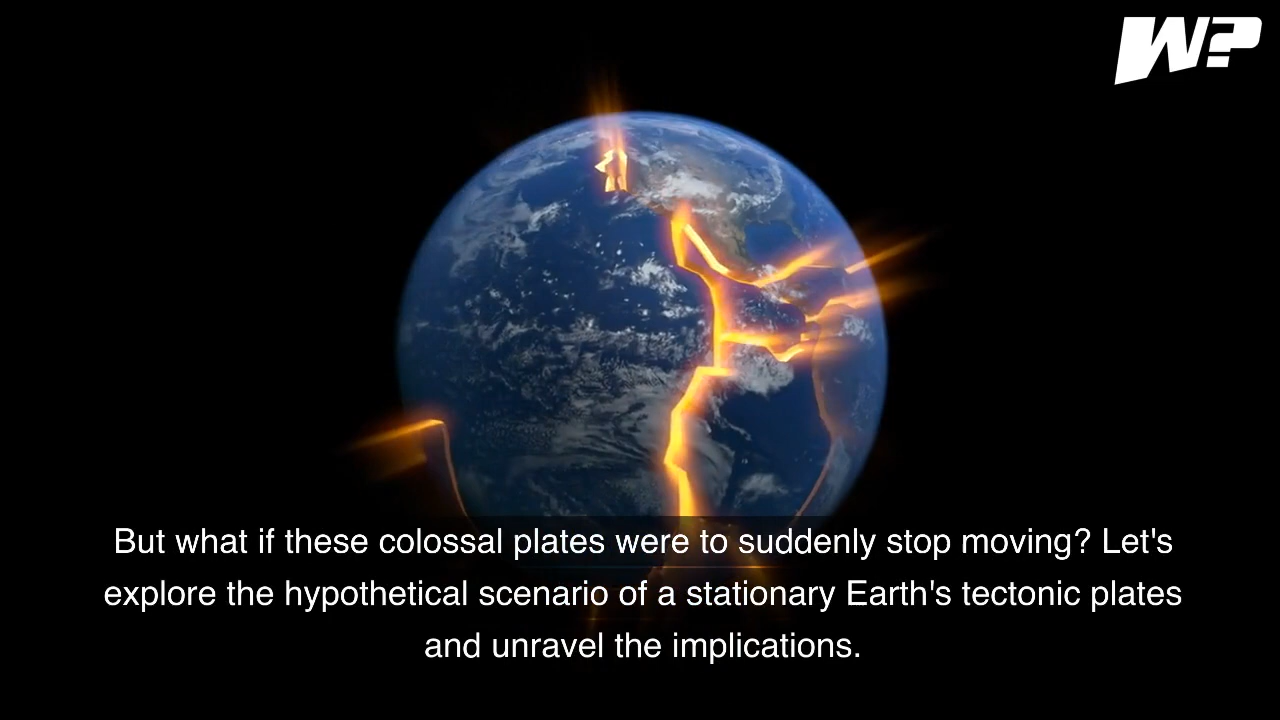 W?
But what if these colossal plates were to suddenly stop moving? Let's
explore the hypothetical scenario of a stationary Earth's tectonic plates
and unravel the implications.